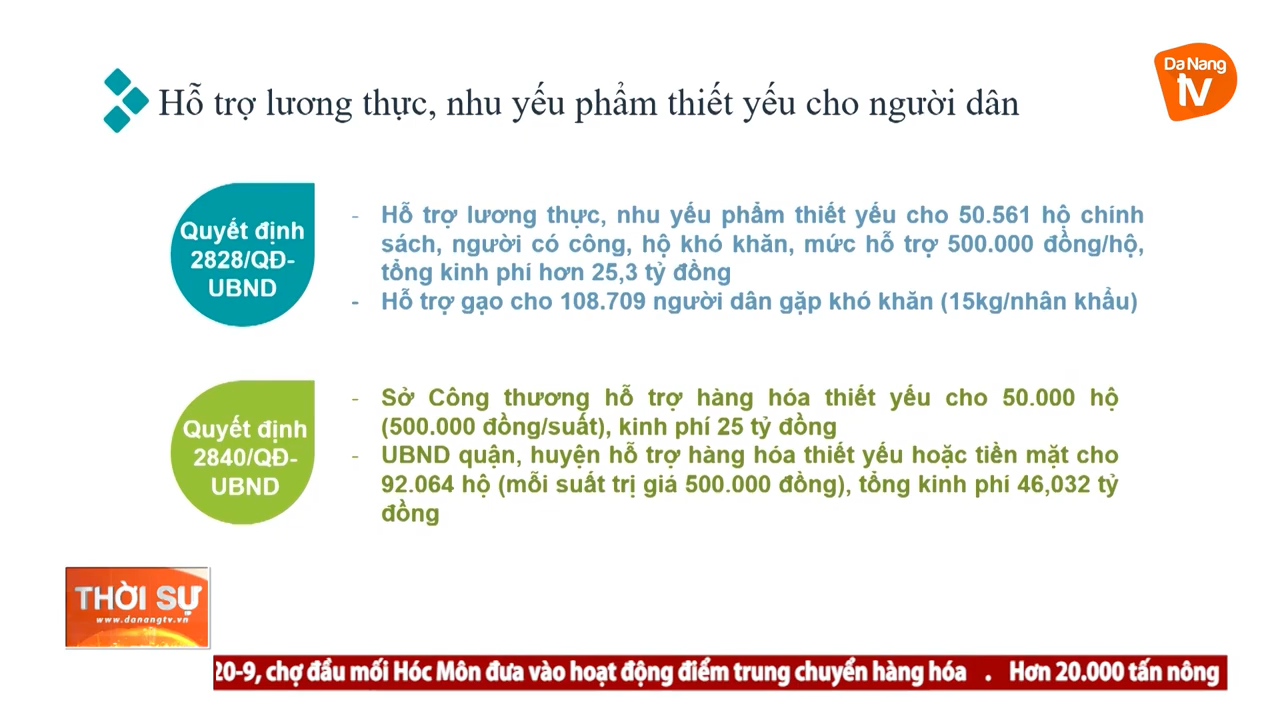 Da Nang
tv
Hỗ trợ lương thực, nhu yếu phẩm thiết yếu cho người dân
Quyết định
2828/QĐ-
UBND
- Hỗ trợ lương thực, nhu yếu phẩm thiết yếu cho 50.561 hộ chính
sách, người có công, hộ khó khăn, mức hỗ trợ 500.000 đồng/hộ,
tổng kinh phí hơn 25,3 tỷ đồng
- Hỗ trợ gạo cho 108.709 người dân gặp khó khăn (15kg/nhân khẩu)
Quyết định
2840/QĐ-
UBND
- Sở Công thương hỗ trợ hàng hóa thiết yếu cho 50.000 hộ
(500.000 đồng/suất), kinh phí 25 tỷ đồng
- UBND quận, huyện hỗ trợ hàng hóa thiết yếu hoặc tiền mặt cho
92.064 hộ (mỗi suất trị giá 500.000 đồng), tổng kinh phí 46,032 tỷ
đồng
THỜI SỰ
www.danangtv.vn
20-9, chợ đầu mối Hóc Môn đưa vào hoạt động điểm trung chuyển hàng hóa . Hơn 20.000 tấn nông